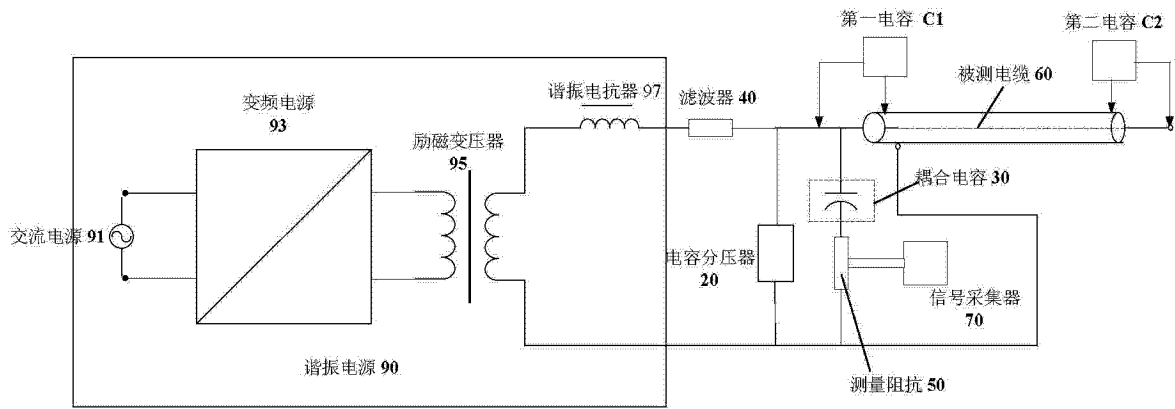 第一电容 C1
第二电容 C2
被测电缆 60
谐振电抗器 97
滤波器 40
变频电源
93
励磁变压器
95
耦合电容 30
交流电源 91
电容分压器
20
信号采集器
70
谐振电源 90
测量阻抗 50